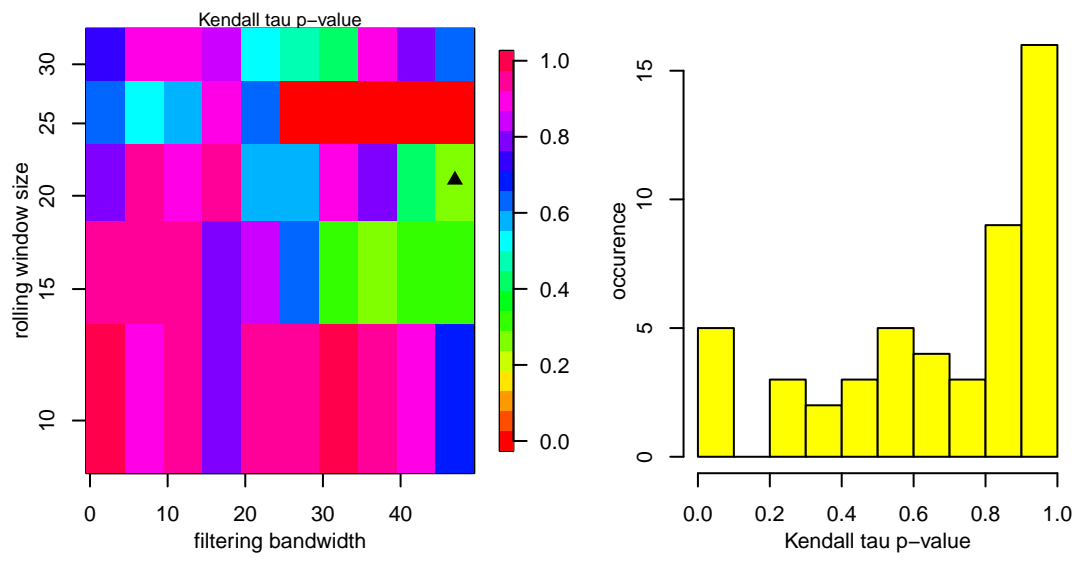 Kendall tau p−value
rolling window size
30
25
20
15
10
0 10 20 30 40
filtering bandwidth
1.0
0.8
0.6
0.4
0.2
0.0
occurence
15
10
5
0
0.0 0.2 0.4 0.6 0.8 1.0
Kendall tau p−value